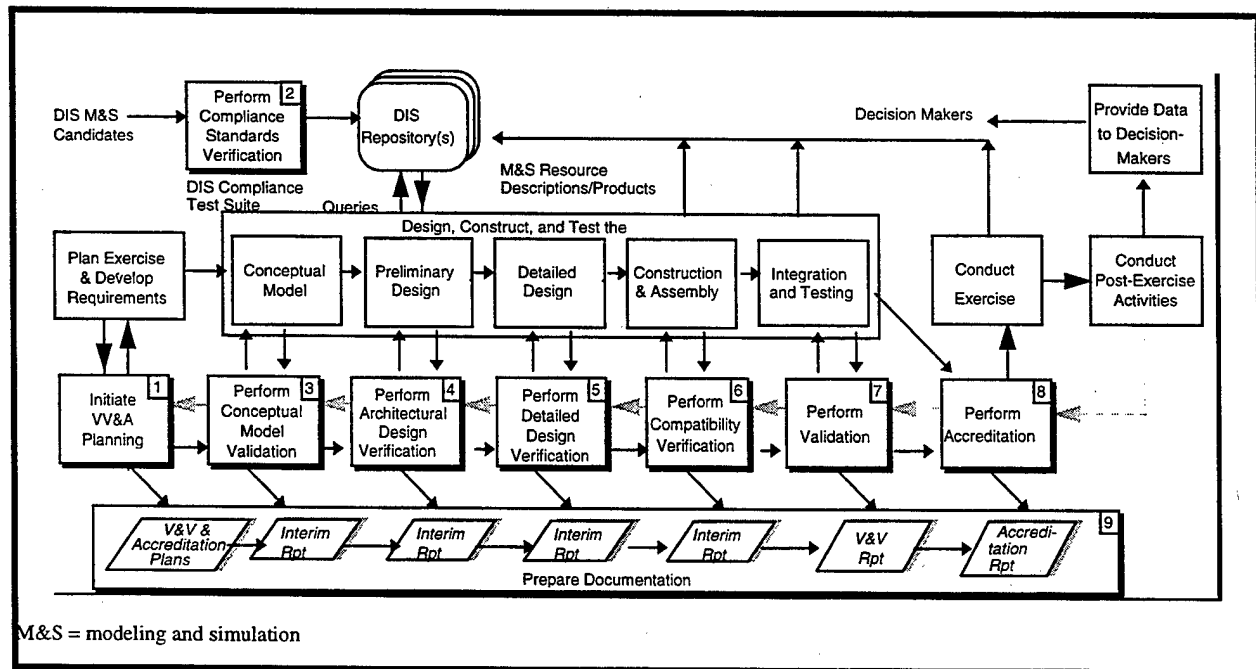 DIS M&S
Candidates
Perform
Compliance
Standards
Verification
2
DIS
Repository(s)
Decision Makers
Provide Data
to Decision-
Makers
DIS Compliance
Test Suite
Queries
M&S Resource
Descriptions/Products
Design, Construct, and Test the
Plan Exercise
& Develop
Requirements
Conceptual
Model
Preliminary
Design
Detailed
Design
Construction
& Assembly
Integration
and Testing
Conduct
Exercise
Conduct
Post-Exercise
Activities
1
Initiate
VV&A
Planning
3
Perform
Conceptual
Model
Validation
4
Perform
Architectural
Design
Verification
5
Perform
Detailed
Design
Verification
6
Perform
Compatibility
Verification
7
Perform
Validation
8
Perform
Accreditation
9
V&V &
Accreditation
Plans
Interim
Rpt
Interim
Rpt
Interim
Rpt
Interim
Rpt
V&V
Rpt
Accredi-
tation
Rpt
Prepare Documentation
M&S = modeling and simulation